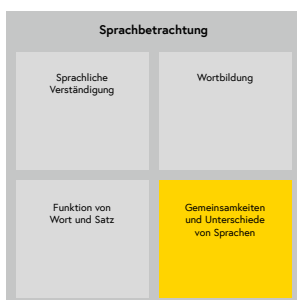 Sprachbetrachtung
Sprachliche
Verständigung
Wortbildung
Funktion von
Wort und Satz
Gemeinsamkeiten
und Unterschiede
von Sprachen